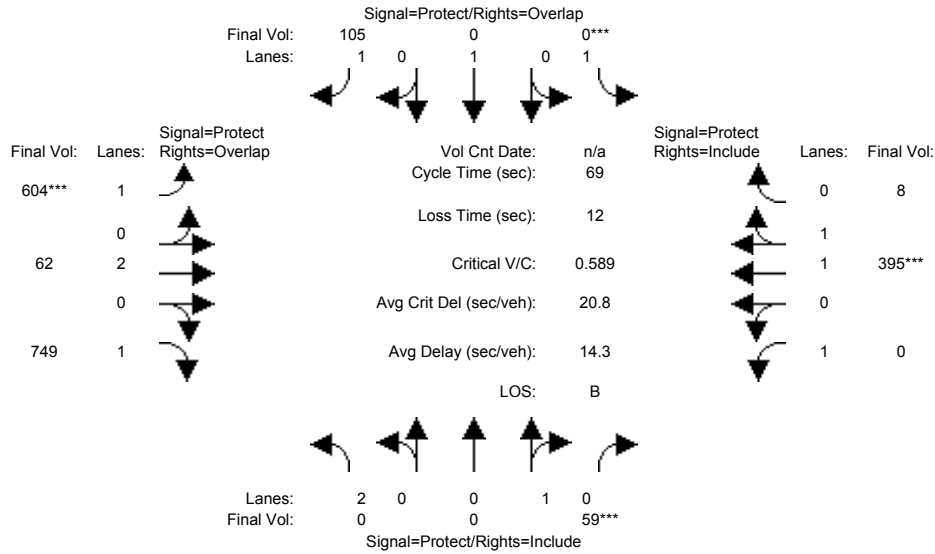 Signal=Protect/Rights=Overlap
Final Vol: 105 0 0***
Lanes: 1 0 1 0 1
Signal=Protect Signal=Protect
Final Vol: Lanes: Rights=Overlap Vol Cnt Date: n/a Rights=Include Lanes: Final Vol:
Cycle Time (sec): 69
604*** 1 0 8
Loss Time (sec): 12
0 1
62 2 Critical V/C: 0.589 1 395***
0 Avg Crit Del (sec/veh): 20.8 0
749 1 Avg Delay (sec/veh): 14.3 1 0
LOS: B
Lanes: 2 0 0 1 0
Final Vol: 0 0 59***
Signal=Protect/Rights=Include